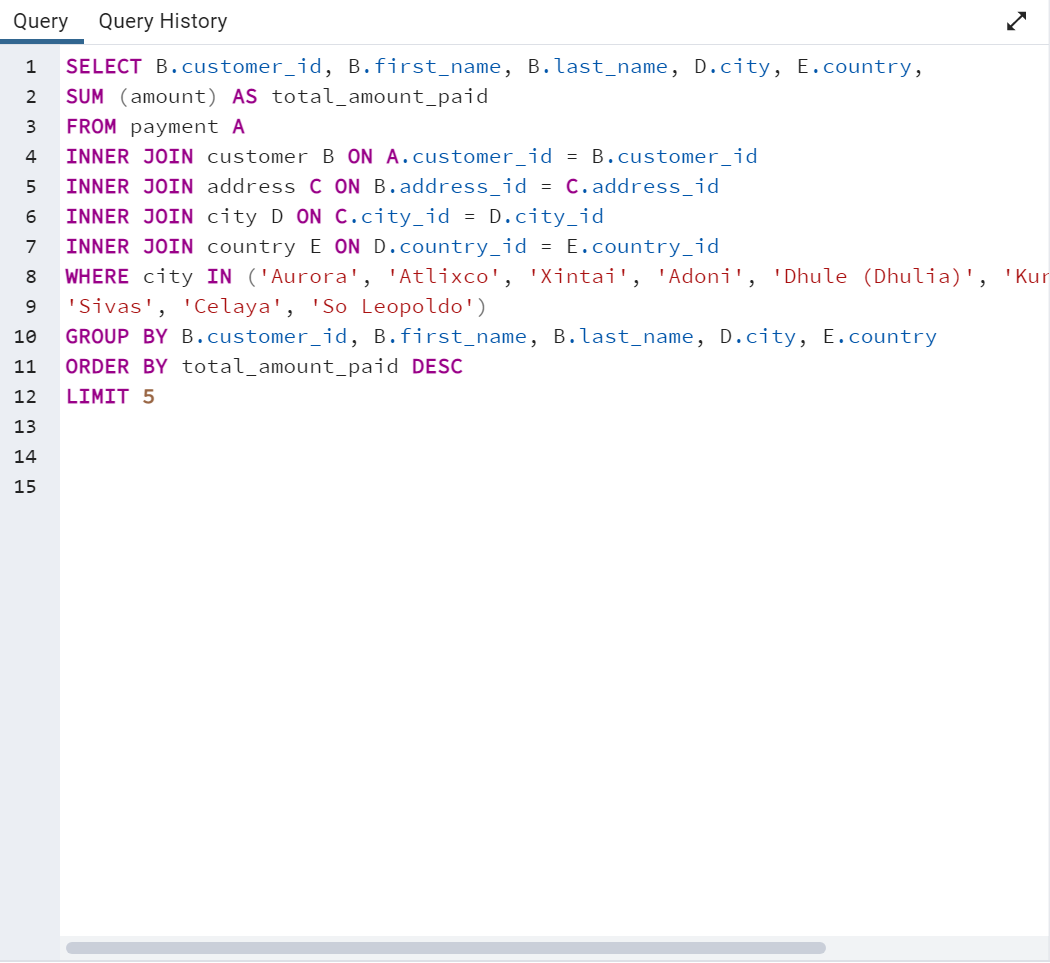 Query Query History
1 SELECT B.customer_id, B.first_name, B.last_name, D.city, E.country,
2 SUM (amount) AS total_amount_paid
3 FROM payment A
4 INNER JOIN customer B ON A.customer_id = B.customer_id
5 INNER JOIN address C ON B.address_id = C.address_id
6 INNER JOIN city D ON C.city_id = D.city_id
7 INNER JOIN country E ON D.country_id = E.country_id
8 WHERE city IN ('Aurora', 'Atlixco', 'Xintai', 'Adoni', 'Dhule (Dhulia)',
9 'Sivas', 'Celaya', 'So Leopoldo')
10 GROUP BY B.customer_id, B.first_name, B.last_name, D.city, E.country
11 ORDER BY total_amount_paid DESC
12 LIMIT 5
13
14
15